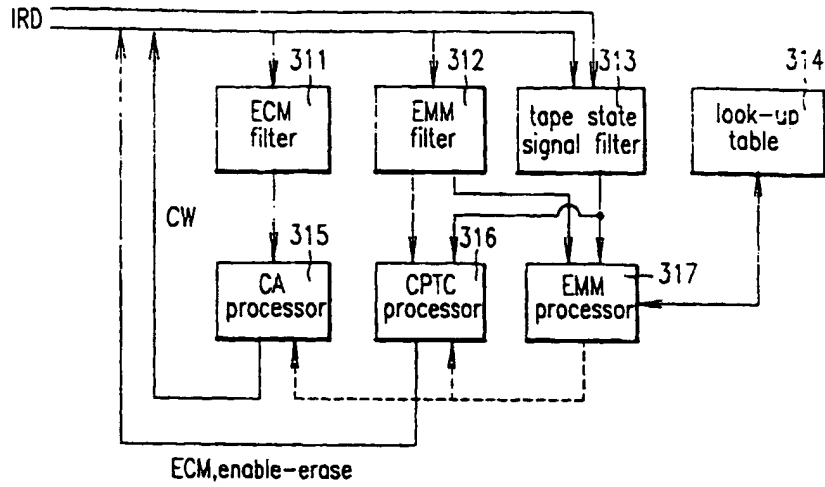 IRD
311
312
313
314
ECM
filter
EMM
filter
tape state
signal filter
look-up
table
CW
315
316
317
CA
processor
CPTC
processor
EMM
processor
ECM,enable-erase